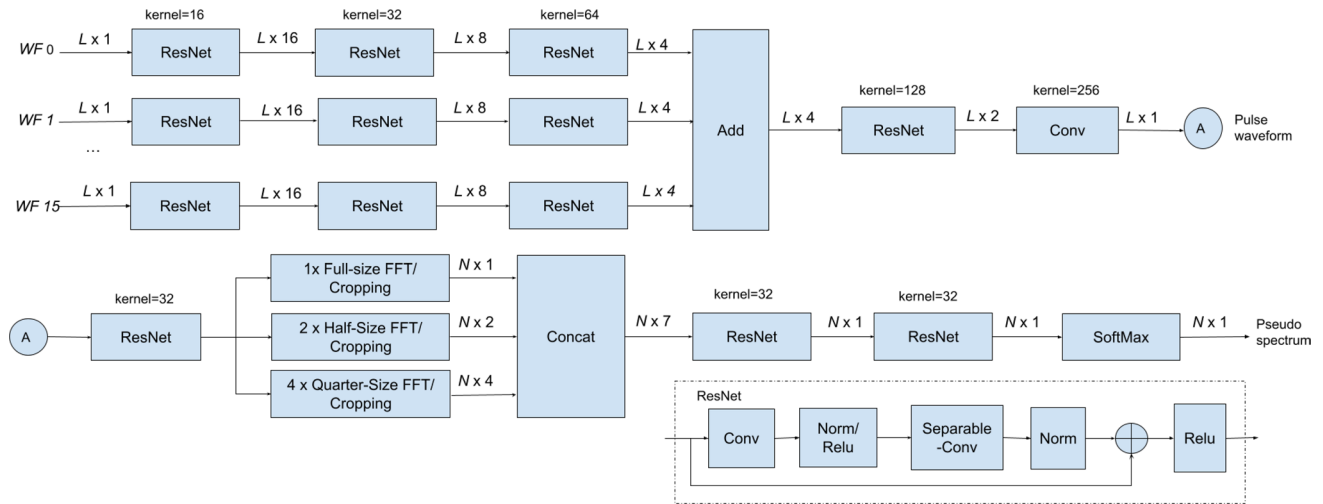 kernel=16
kernel=32
kernel=64
WF 0
L x 1
ResNet
L x 16
ResNet
L x 8
ResNet
L x 4
WF 1
L x 1
ResNet
L x 16
ResNet
L x 8
ResNet
L x 4
...
WF 15
L x 1
ResNet
L x 16
ResNet
L x 8
ResNet
L x 4
Add
L x 4
kernel=128
ResNet
L x 2
kernel=256
Conv
L x 1
A
Pulse
waveform
A
kernel=32
ResNet
1x Full-size FFT/
Cropping
N x 1
2 x Half-Size FFT/
Cropping
N x 2
4 x Quarter-Size FFT/
Cropping
N x 4
Concat
N x 7
kernel=32
ResNet
N x 1
kernel=32
ResNet
N x 1
SoftMax
N x 1
Pseudo
spectrum
ResNet
Conv
Norm/
Relu
Separable
-Conv
Norm
Relu